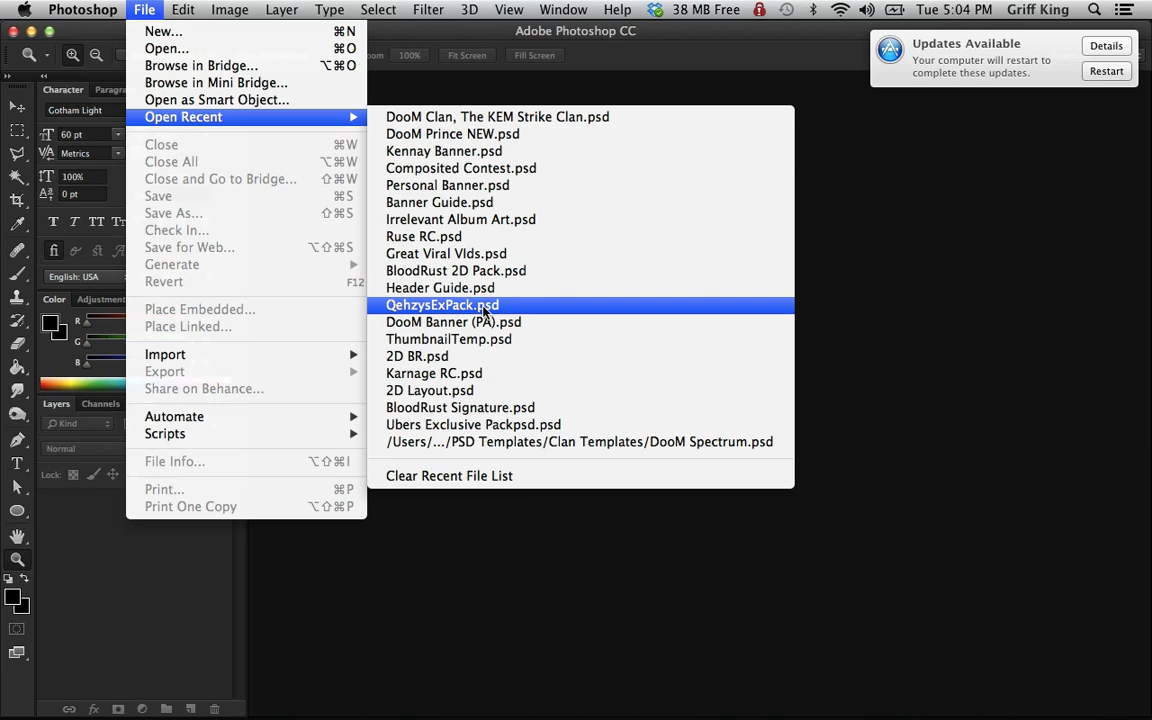 Photoshop File Edit Image Layer Type Select Filter 3D View Window Help 38 MB Free Tue 5:04 PM Griff King
Adobe Photoshop CC
100% Fit Screen Fill Screen
Updates Available
Your computer will restart to
complete these updates.
Details
Restart
New... ⌘N
Open... ⌘O
Browse in Bridge... ⌥⌘O
Browse in Mini Bridge...
Open as Smart Object...
Open Recent
Close ⌘W
Close All ⌥⌘W
Close and Go to Bridge... ⇧⌘W
Save ⌘S
Save As... ⇧⌘S
Check In...
Save for Web... ⌥⇧⌘S
Generate
Revert F12
Place Embedded...
Place Linked...
Import
Export
Share on Behance...
Automate
Scripts
File Info... ⌥⇧⌘I
Print... ⌘P
Print One Copy ⌥⇧⌘P
DooM Clan, The KEM Strike Clan.psd
DooM Prince NEW.psd
Kennay Banner.psd
Composited Contest.psd
Personal Banner.psd
Banner Guide.psd
Irrelevant Album Art.psd
Ruse RC.psd
Great Viral VIds.psd
BloodRust 2D Pack.psd
Header Guide.psd
QehzysExPack.psd
DooM Banner (PA).psd
ThumbnailTemp.psd
2D BR.psd
Karnage RC.psd
2D Layout.psd
BloodRust Signature.psd
Ubers Exclusive Packpsd.psd
/Users/.../PSD Templates/Clan Templates/DooM Spectrum.psd
Clear Recent File List
Character
Gotham Light
60 pt
Metrics
100%
0 pt
English: USA
Color
R
G
B
Layers Channels
Kind
Normal
Lock: